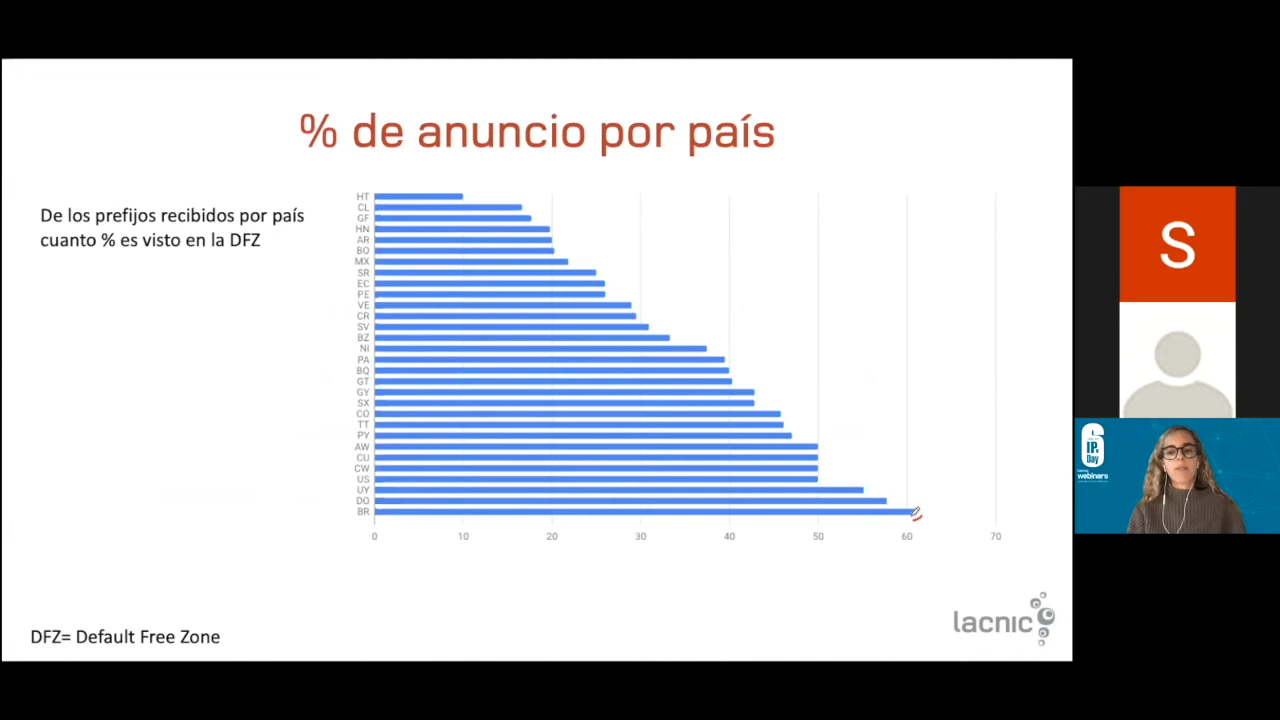 % de anuncio por país
De los prefijos recibidos por país
cuanto % es visto en la DFZ
HT
CL
GF
HN
AR
BO
MX
SR
EC
PE
VE
CR
SV
BZ
NI
PA
BQ
GT
GY
SX
CO
TT
PY
AW
CU
CW
US
UY
DO
BR
0 10 20 30 40 50 60 70
DFZ= Default Free Zone
lacnic
S
6
IPv
Day
webinars